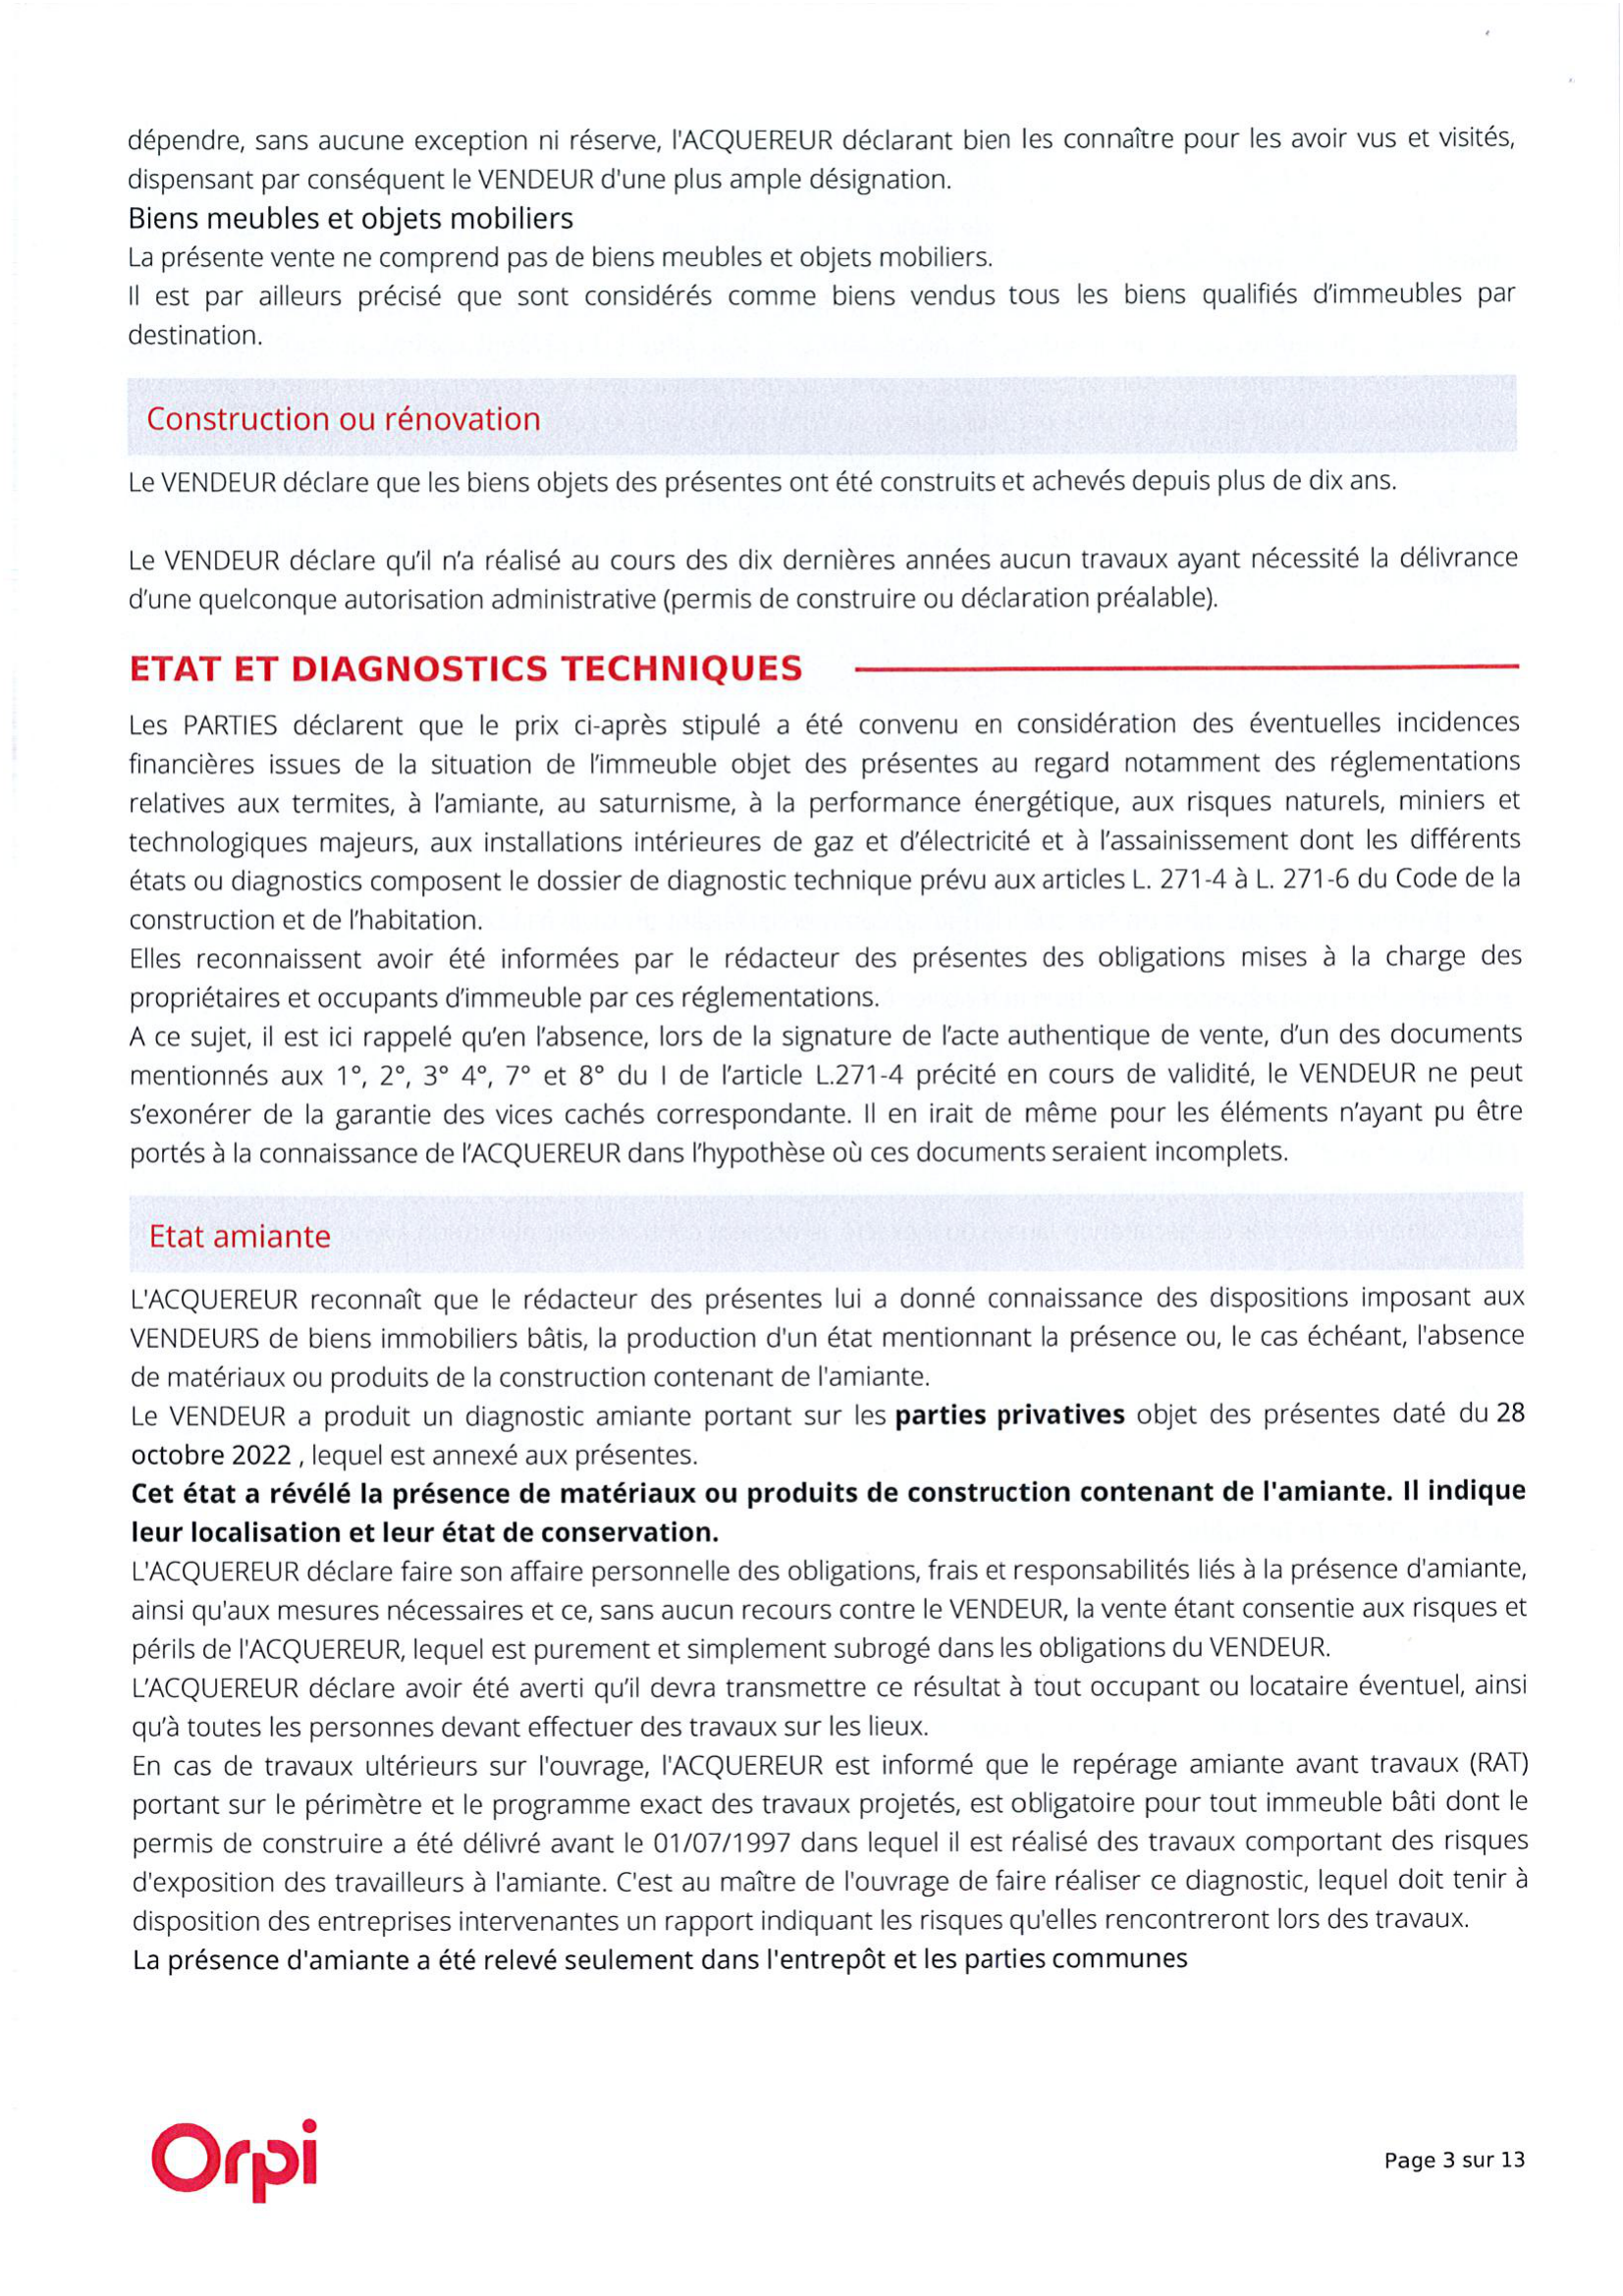 dépendre, sans aucune exception ni réserve, l'ACQUEREUR déclarant bien les connaître pour les avoir vus et visités,
dispensant par conséquent le VENDEUR d'une plus ample désignation.
Biens meubles et objets mobiliers
La présente vente ne comprend pas de biens meubles et objets mobiliers.
Il est par ailleurs précisé que sont considérés comme biens vendus tous les biens qualifiés d’immeubles par
destination.
Construction ou rénovation
Le VENDEUR déclare que les biens objets des présentes ont été construits et achevés depuis plus de dix ans.
Le VENDEUR déclare qu’il n’a réalisé au cours des dix dernières années aucun travaux ayant nécessité la délivrance
d’une quelconque autorisation administrative (permis de construire ou déclaration préalable).
ETAT ET DIAGNOSTICS TECHNIQUES
Les PARTIES déclarent que le prix ci-après stipulé a été convenu en considération des éventuelles incidences
financières issues de la situation de l’immeuble objet des présentes au regard notamment des réglementations
relatives aux termites, à l’amiante, au saturnisme, à la performance énergétique, aux risques naturels, miniers et
technologiques majeurs, aux installations intérieures de gaz et d’électricité et à l’assainissement dont les différents
états ou diagnostics composent le dossier de diagnostic technique prévu aux articles L. 271-4 à L. 271-6 du Code de la
construction et de l’habitation.
Elles reconnaissent avoir été informées par le rédacteur des présentes des obligations mises à la charge des
propriétaires et occupants d’immeuble par ces réglementations.
A ce sujet, il est ici rappelé qu’en l’absence, lors de la signature de l’acte authentique de vente, d’un des documents
mentionnés aux 1°, 2°, 3° 4°, 7° et 8° du I de l’article L.271-4 précité en cours de validité, le VENDEUR ne peut
s’exonérer de la garantie des vices cachés correspondante. Il en irait de même pour les éléments n’ayant pu être
portés à la connaissance de l’ACQUEREUR dans l’hypothèse où ces documents seraient incomplets.
Etat amiante
L'ACQUEREUR reconnaît que le rédacteur des présentes lui a donné connaissance des dispositions imposant aux
VENDEURS de biens immobiliers bâtis, la production d'un état mentionnant la présence ou, le cas échéant, l'absence
de matériaux ou produits de la construction contenant de l'amiante.
Le VENDEUR a produit un diagnostic amiante portant sur les parties privatives objet des présentes daté du 28
octobre 2022 , lequel est annexé aux présentes.
Cet état a révélé la présence de matériaux ou produits de construction contenant de l'amiante. Il indique
leur localisation et leur état de conservation.
L'ACQUEREUR déclare faire son affaire personnelle des obligations, frais et responsabilités liés à la présence d'amiante,
ainsi qu'aux mesures nécessaires et ce, sans aucun recours contre le VENDEUR, la vente étant consentie aux risques et
périls de l'ACQUEREUR, lequel est purement et simplement subrogé dans les obligations du VENDEUR.
L’ACQUEREUR déclare avoir été averti qu’il devra transmettre ce résultat à tout occupant ou locataire éventuel, ainsi
qu’à toutes les personnes devant effectuer des travaux sur les lieux.
En cas de travaux ultérieurs sur l'ouvrage, l'ACQUEREUR est informé que le repérage amiante avant travaux (RAT)
portant sur le périmètre et le programme exact des travaux projetés, est obligatoire pour tout immeuble bâti dont le
permis de construire a été délivré avant le 01/07/1997 dans lequel il est réalisé des travaux comportant des risques
d'exposition des travailleurs à l'amiante. C'est au maître de l'ouvrage de faire réaliser ce diagnostic, lequel doit tenir à
disposition des entreprises intervenantes un rapport indiquant les risques qu'elles rencontreront lors des travaux.
La présence d'amiante a été relevé seulement dans l'entrepôt et les parties communes
Orpi
Page 3 sur 13